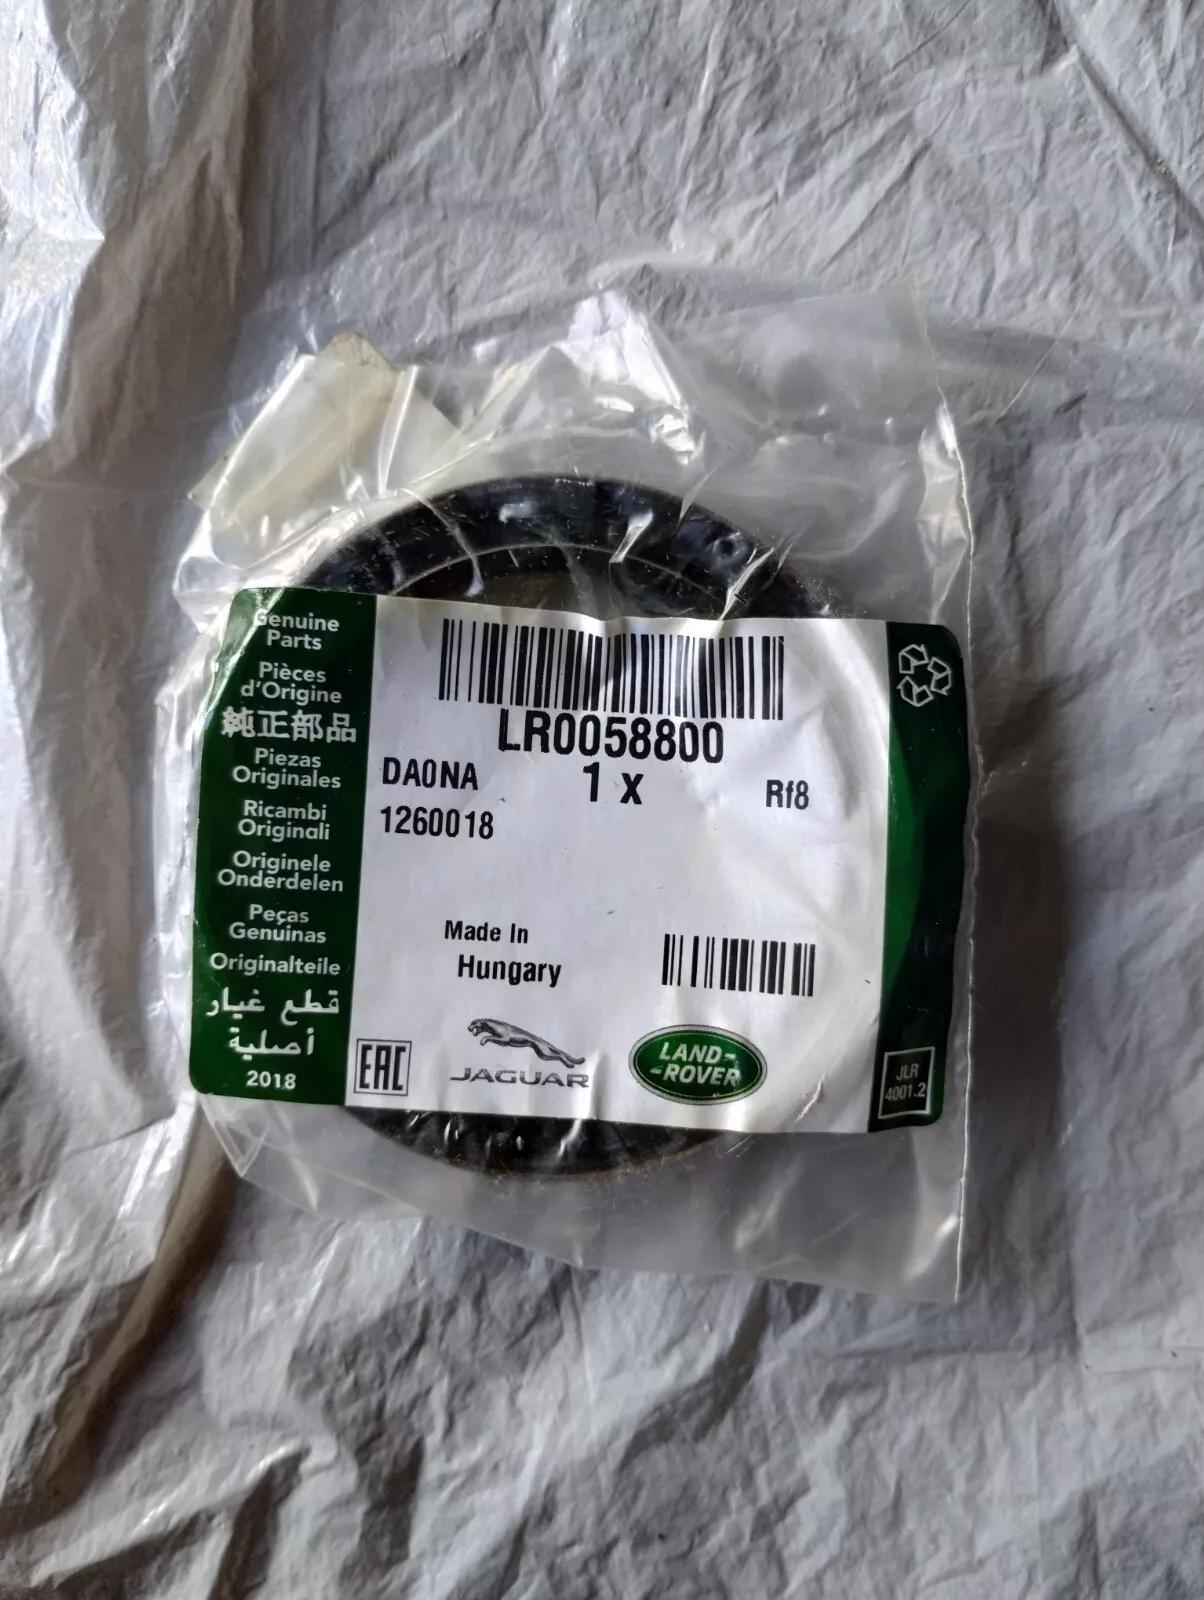 Genuine
Parts
Pièces
d'Origine
純正部品
Piezas
Originales
Ricambi
Originali
Originele
Onderdelen
Peças
Genuinas
Originalteile
قطع غيار
أصلية
2018
LR0058800
DA0NA
1 x
Rf8
1260018
Made In
Hungary
EAC
JAGUAR
LAND-
-ROVER
JLR
4001.2